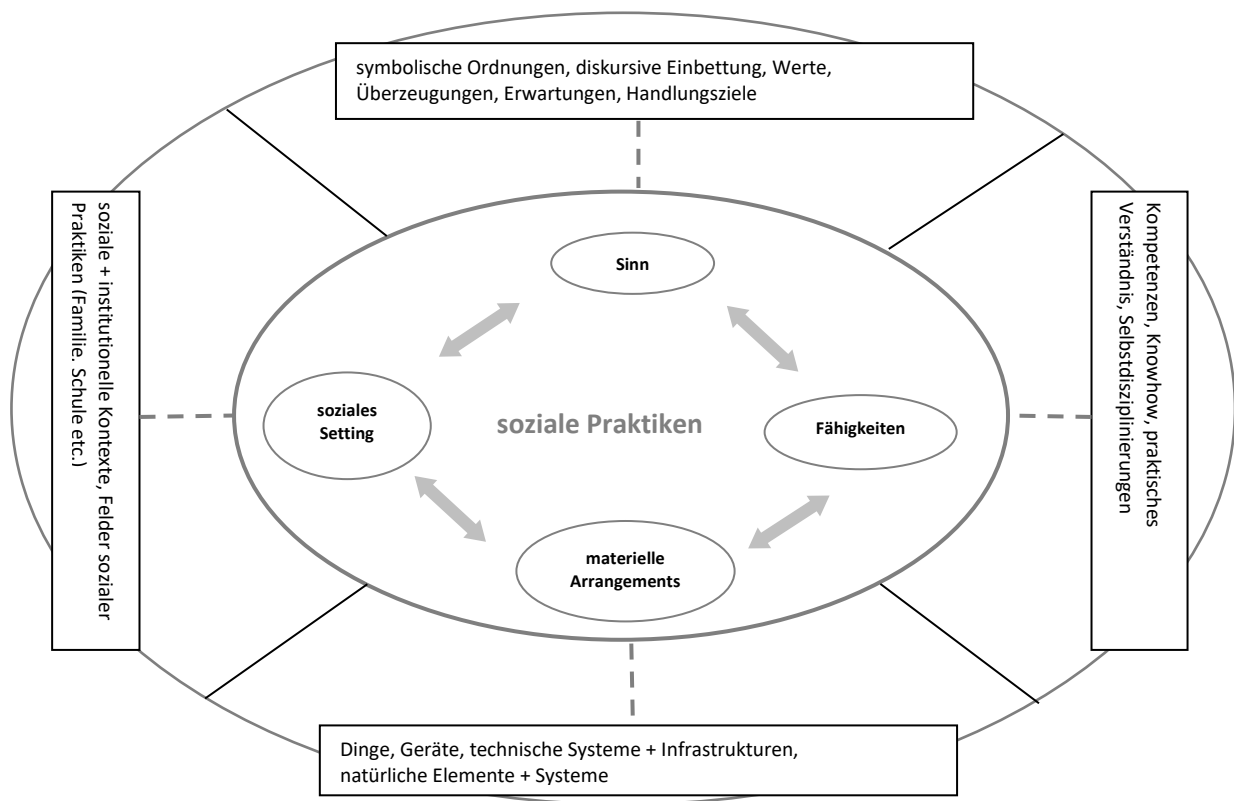 symbolische Ordnungen, diskursive Einbettung, Werte,
Überzeugungen, Erwartungen, Handlungsziele
soziale + institutionelle Kontexte, Felder sozialer
Praktiken (Familie. Schule etc.)
Sinn
soziales
Setting
soziale Praktiken
Fähigkeiten
materielle
Arrangements
Kompetenzen, Knowhow, praktisches
Verständnis, Selbstdisziplinierungen
Dinge, Geräte, technische Systeme + Infrastrukturen,
natürliche Elemente + Systeme